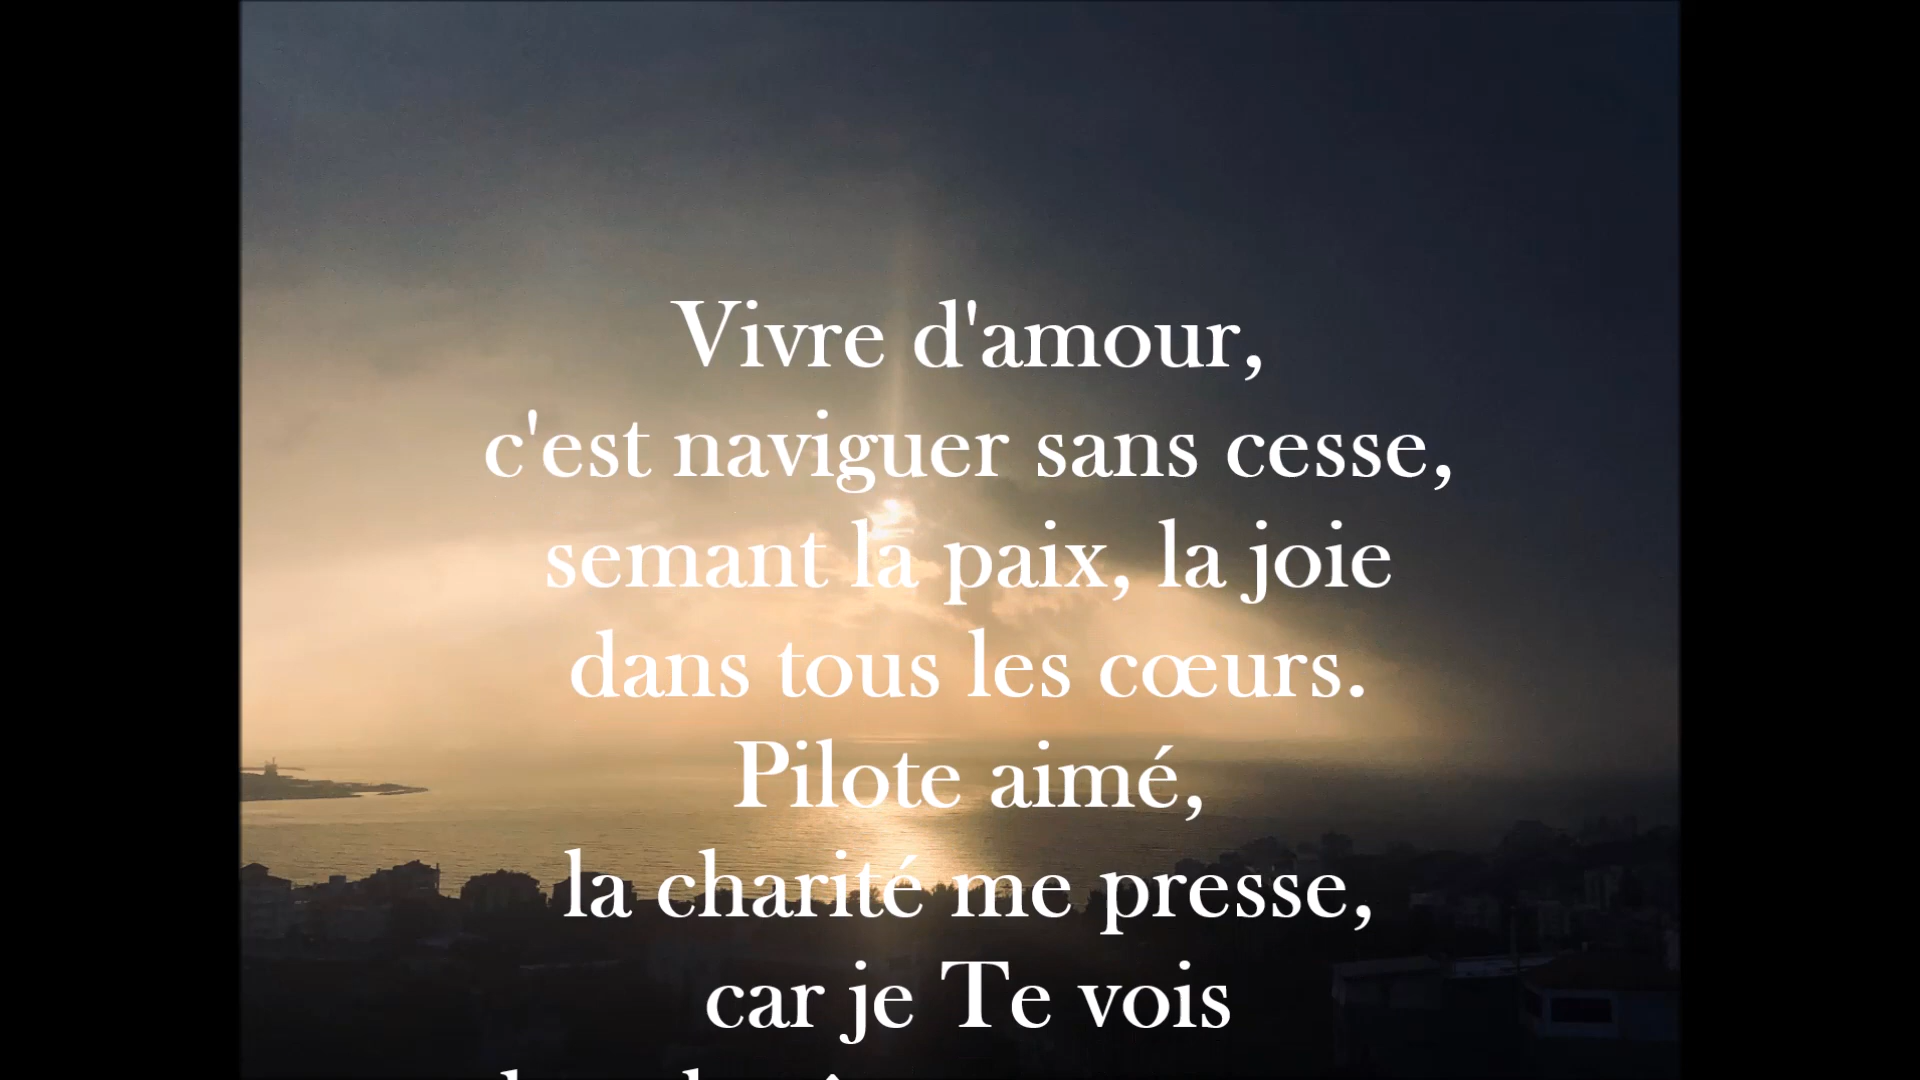 Vivre d'amour,
c'est naviguer sans cesse,
semant la paix, la joie
dans tous les cœurs.
Pilote aimé,
la charité me presse,
car je Te vois